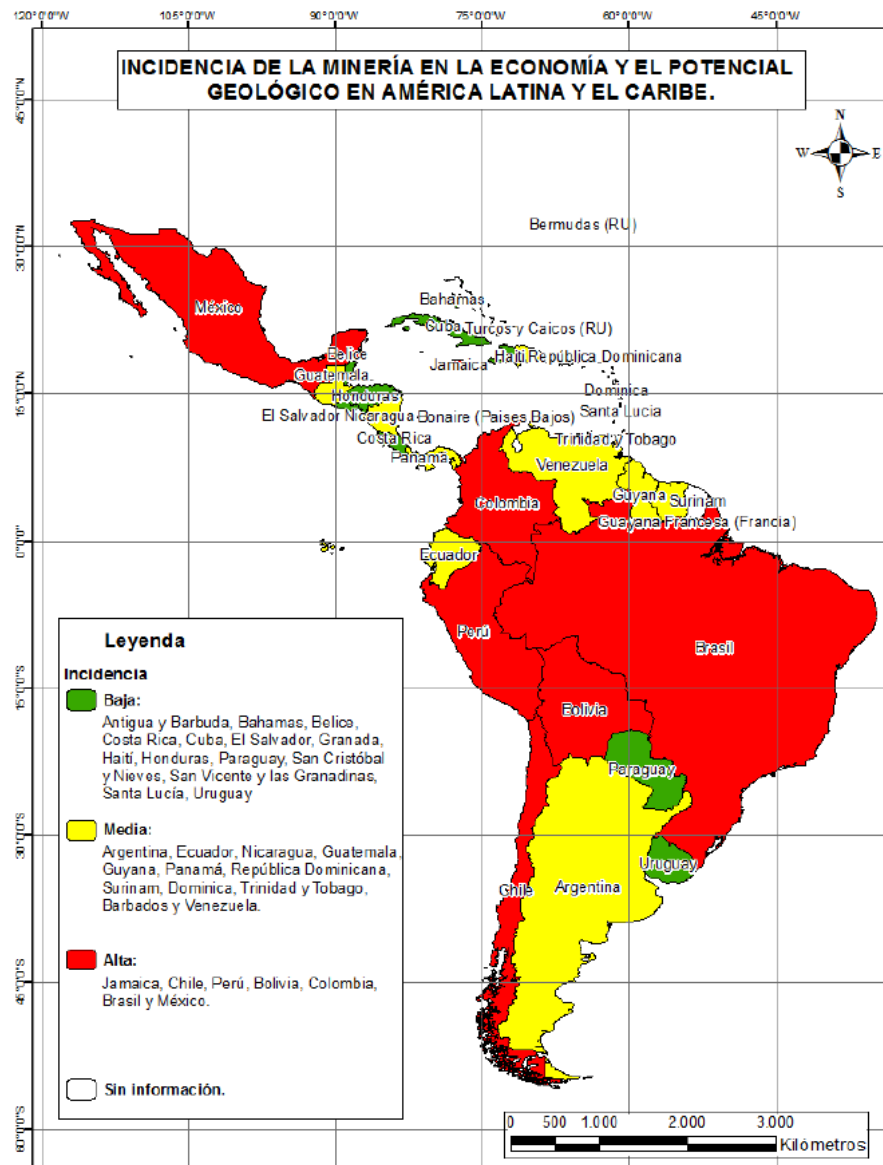 120°0'0"W 105°0'0"W 90°0'0"W 75°0'0"W 60°0'0"W 45°0'0"W
INCIDENCIA DE LA MINERÍA EN LA ECONOMÍA Y EL POTENCIAL
GEOLÓGICO EN AMÉRICA LATINA Y EL CARIBE.
45°0'0"N
N
W E
S
Bermudas (RU)
30°0'0"N
Bahamas
México
Cuba Turcos y Caicos (RU)
Belice
Haití República Dominicana
Jamaica
Guatemala
Dominica
15°0'0"N
Honduras
Santa Lucia
El Salvador Nicaragua Bonaire (Paises Bajos)
Costa Rica
Trinidad y Tobago
Panamá
Venezuela
Guyana
Surinam
Colombia
Guayana Francesa (Francia)
0°0'0"
Ecuador
Perú
Brasil
15°0'0"S
Bolivia
Paraguay
30°0'0"S
Uruguay
Chile
Argentina
45°0'0"S
60°0'0"S
Leyenda
Incidencia
Baja:
Antigua y Barbuda, Bahamas, Belice,
Costa Rica, Cuba, El Salvador, Granada,
Haití, Honduras, Paraguay, San Cristóbal
y Nieves, San Vicente y las Granadinas,
Santa Lucía, Uruguay
Media:
Argentina, Ecuador, Nicaragua, Guatemala,
Guyana, Panamá, República Dominicana,
Surinam, Dominica, Trinidad y Tobago,
Barbados y Venezuela.
Alta:
Jamaica, Chile, Perú, Bolivia, Colombia,
Brasil y México.
Sin información.
0 500 1.000 2.000 3.000
Kilómetros